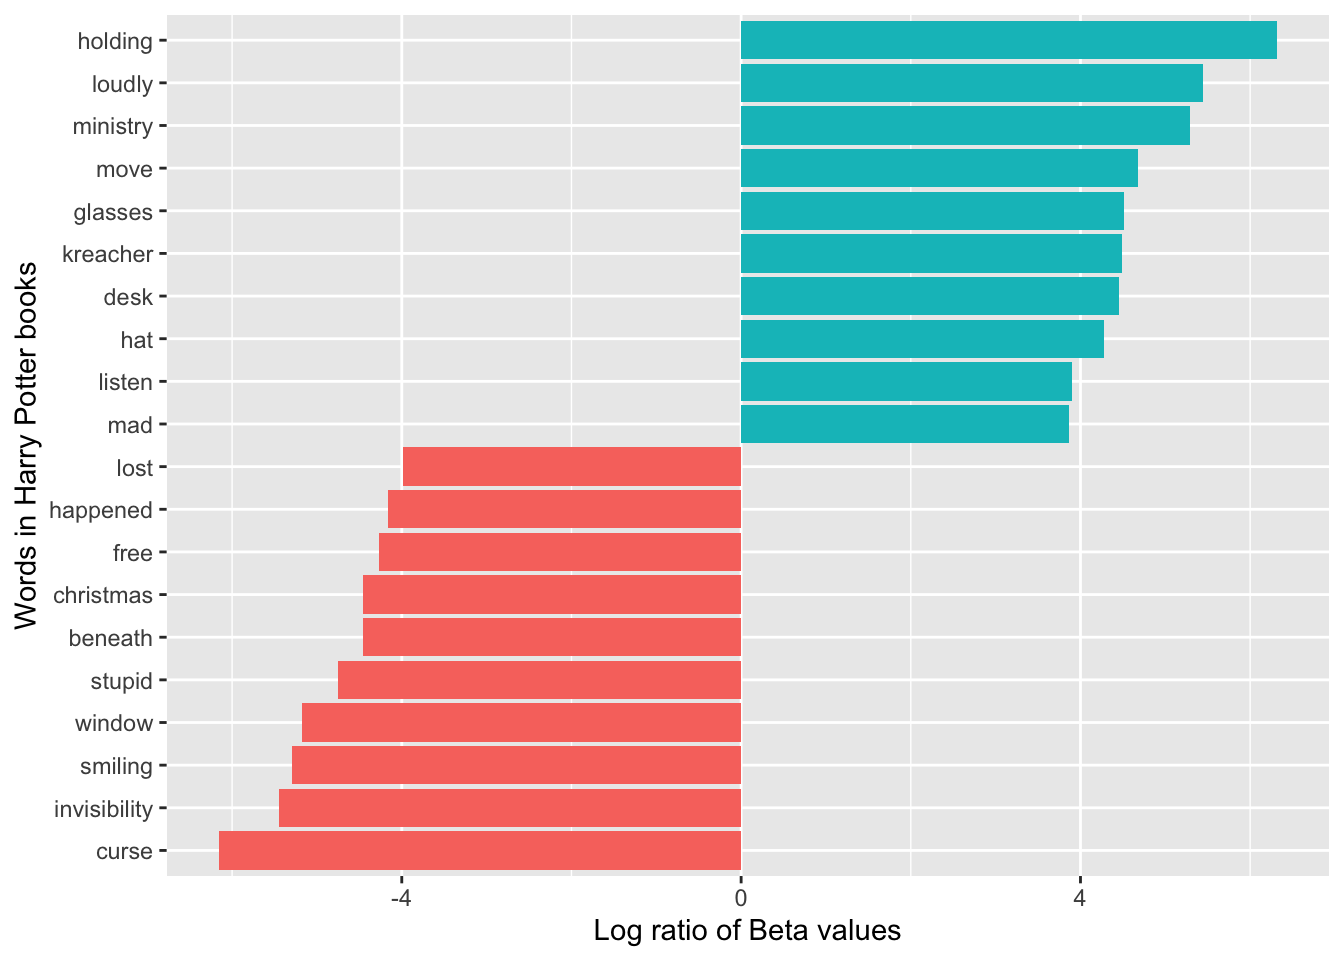 holding
loudly
ministry
move
glasses
kreacher
desk
hat
listen
mad
lost
happened
free
christmas
beneath
stupid
window
smiling
invisibility
curse
Words in Harry Potter books
-4 0 4
Log ratio of Beta values